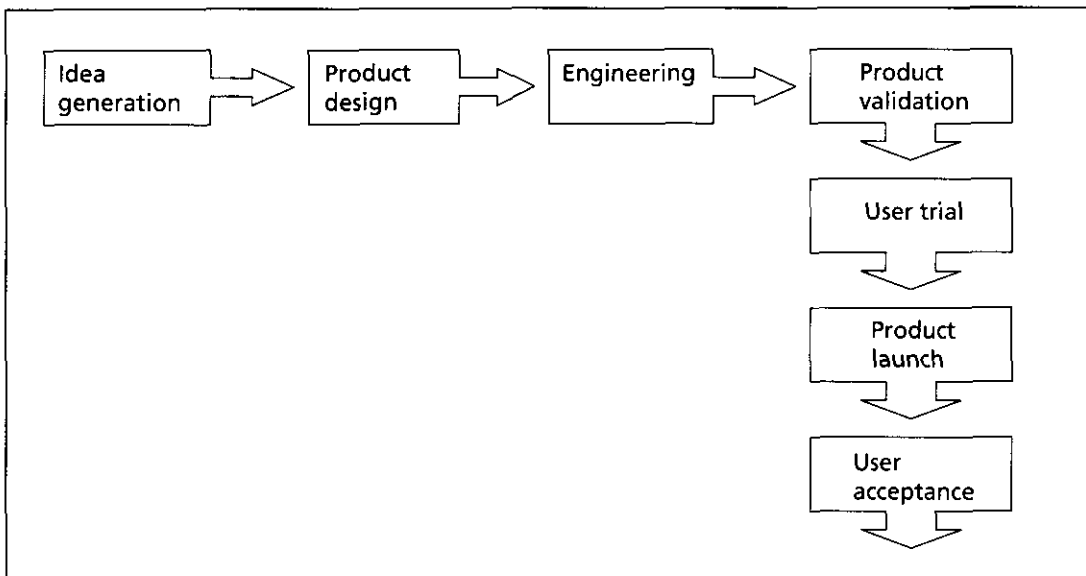 Idea
generation
Product
design
Engineering
Product
validation
User trial
Product
launch
User
acceptance